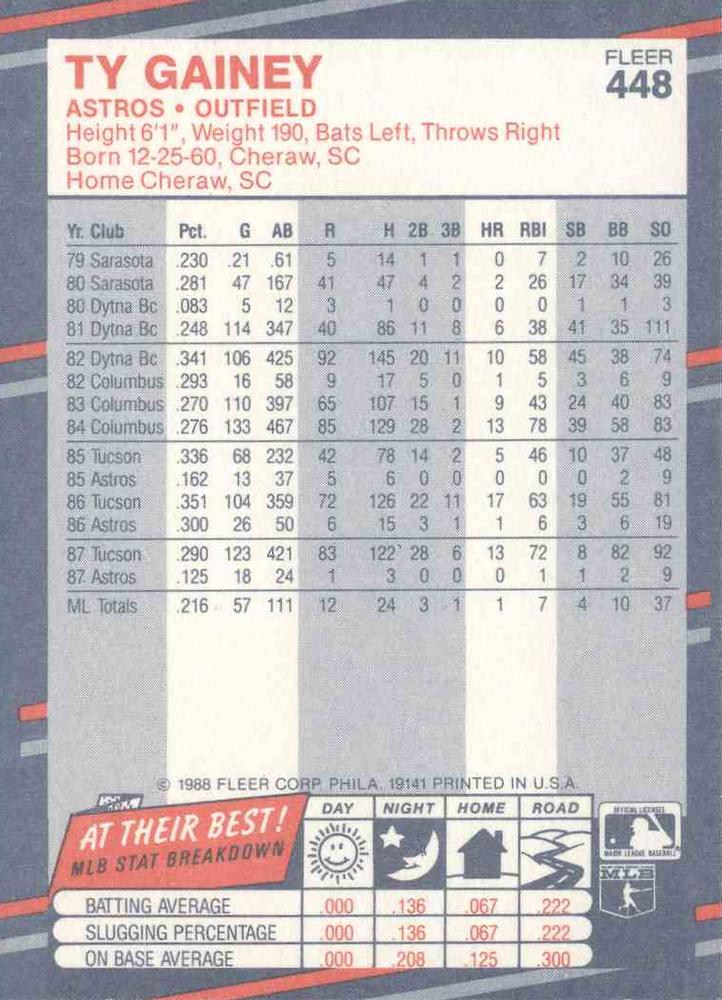 TY GAINEY
FLEER
448
ASTROS • OUTFIELD
Height 6'1", Weight 190, Bats Left, Throws Right
Born 12-25-60, Cheraw, SC
Home Cheraw, SC
Yr. Club Pct. G AB R H 2B 3B HR RBI SB BB SO
79 Sarasota .230 .21 .61 5 14 1 1 0 7 2 10 26
80 Sarasota .281 47 167 41 47 4 2 2 26 17 34 39
80 Dytna Bc .083 5 12 3 1 0 0 0 0 1 1 3
81 Dytna Bc .248 114 347 40 86 11 8 6 38 41 35 111
82 Dytna Bc .341 106 425 92 145 20 11 10 58 45 38 74
82 Columbus .293 16 58 9 17 5 0 1 5 3 6 9
83 Columbus .270 110 397 65 107 15 1 9 43 24 40 83
84 Columbus .276 133 467 85 129 28 2 13 78 39 58 83
85 Tucson .336 68 232 42 78 14 2 5 46 10 37 48
85 Astros .162 13 37 5 6 0 0 0 0 0 2 9
86 Tucson .351 104 359 72 126 22 11 17 63 19 55 81
86 Astros .300 26 50 6 15 3 1 1 6 3 6 19
87 Tucson .290 123 421 83 122 28 6 13 72 8 82 92
87 Astros .125 18 24 1 3 0 0 0 1 1 2 9
ML Totals .216 57 111 12 24 3 1 1 7 4 10 37
© 1988 FLEER CORP. PHILA. 19141 PRINTED IN U.S.A.
AT THEIR BEST!
MLB STAT BREAKDOWN
DAY NIGHT HOME ROAD
OFFICIAL LICENSEE
MAJOR LEAGUE BASEBALL
MLB
BATTING AVERAGE .000 .136 .067 .222
SLUGGING PERCENTAGE .000 .136 .067 .222
ON BASE AVERAGE .000 .208 .125 .300